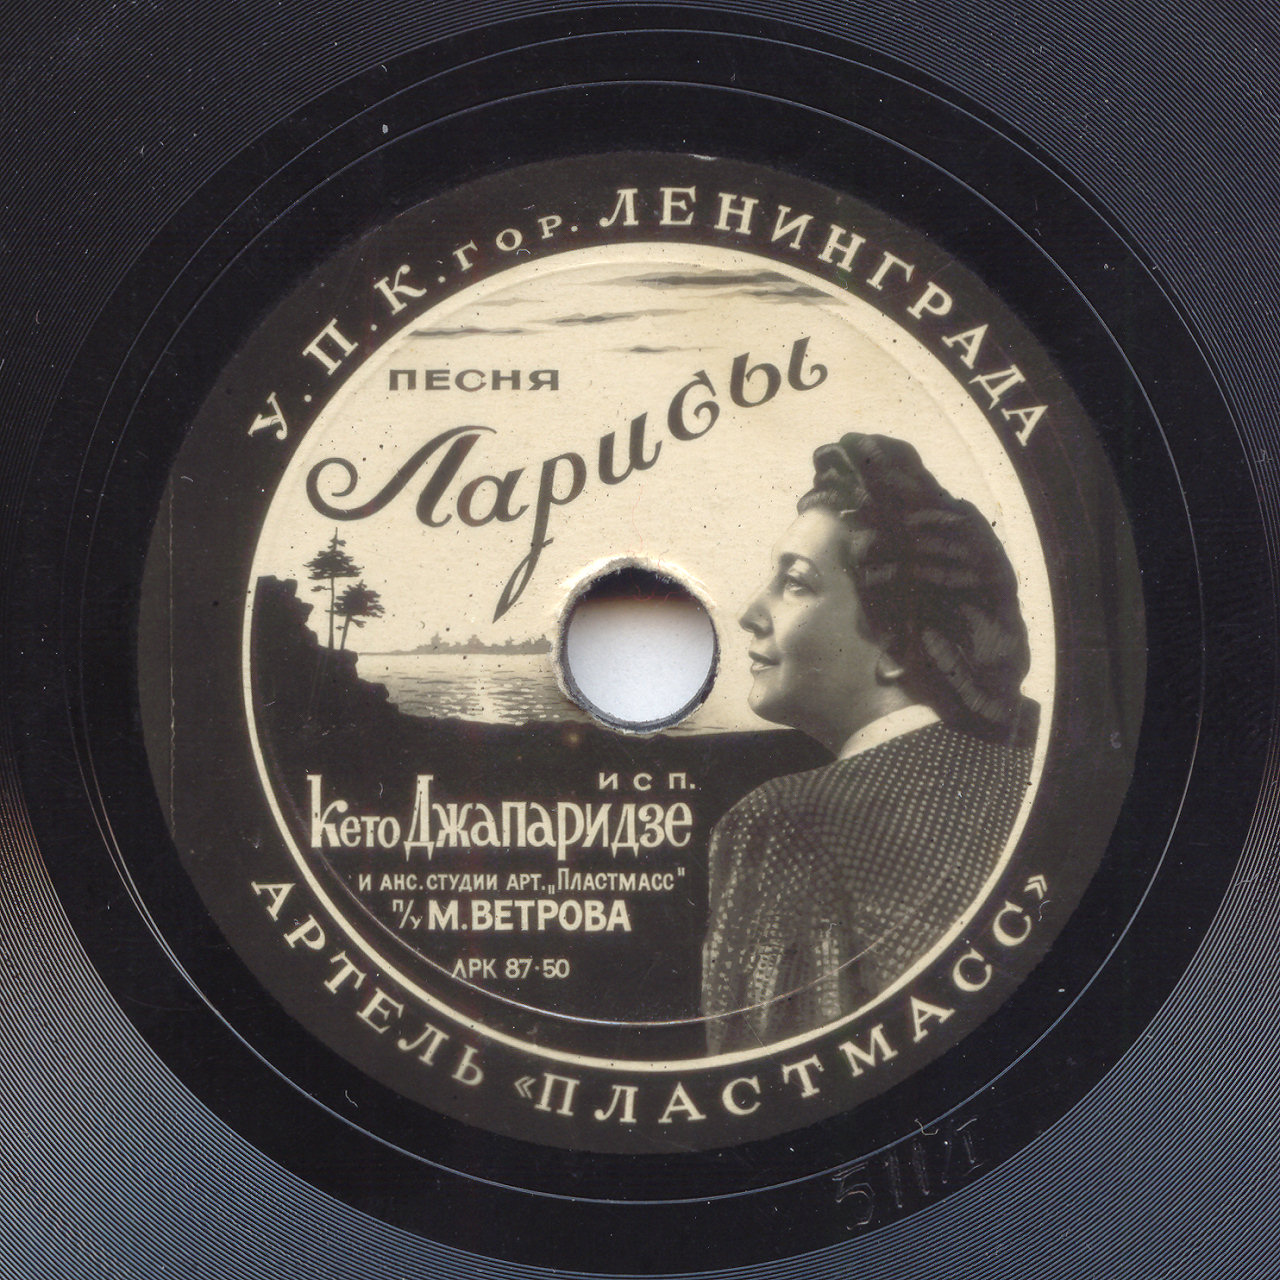 У.П.К. гор. ЛЕНИНГРАДА
ПЕСНЯ
Ларисы
ИСП.
Кето Джапаридзе
И АНС. СТУДИИ АРТ. „ПЛАСТМАСС"
П/У М. ВЕТРОВА
АРК 87-50
АРТЕЛЬ «ПЛАСТМАСС»